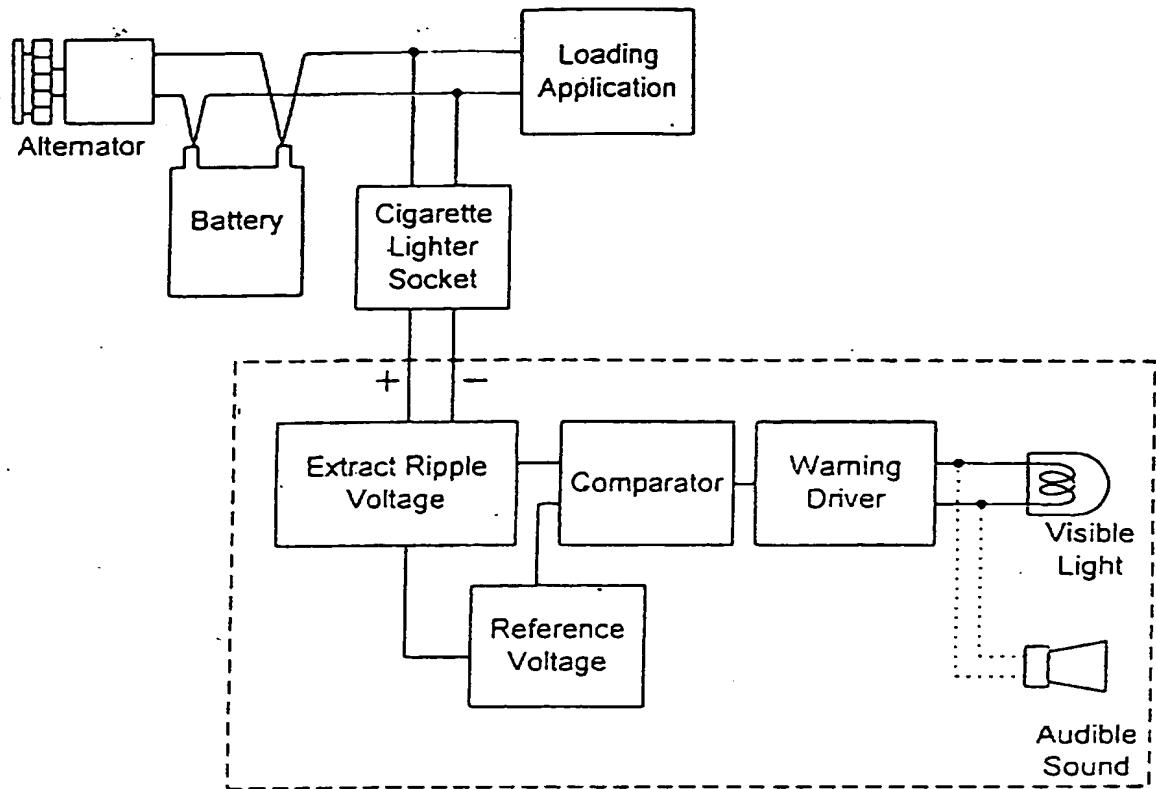 Loading
Application
Alternator
Battery
Cigarette
Lighter
Socket
+ −
Extract Ripple
Voltage
Comparator
Warning
Driver
Visible
Light
Reference
Voltage
Audible
Sound